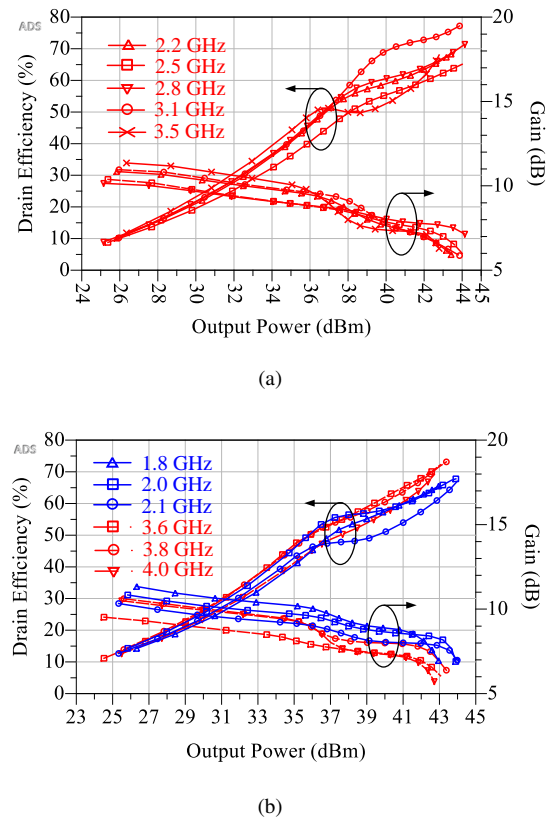 ADS
80
70
60
50
40
30
20
10
0
Drain Efficiency (%)
2.2 GHz
2.5 GHz
2.8 GHz
3.1 GHz
3.5 GHz
20
15
10
5
Gain (dB)
24 26 28 30 32 34 36 38 40 42 44 45
Output Power (dBm)
(a)
ADS
80
70
60
50
40
30
20
10
0
Drain Efficiency (%)
1.8 GHz
2.0 GHz
2.1 GHz
3.6 GHz
3.8 GHz
4.0 GHz
20
15
10
5
Gain (dB)
23 25 27 29 31 33 35 37 39 41 43 45
Output Power (dBm)
(b)